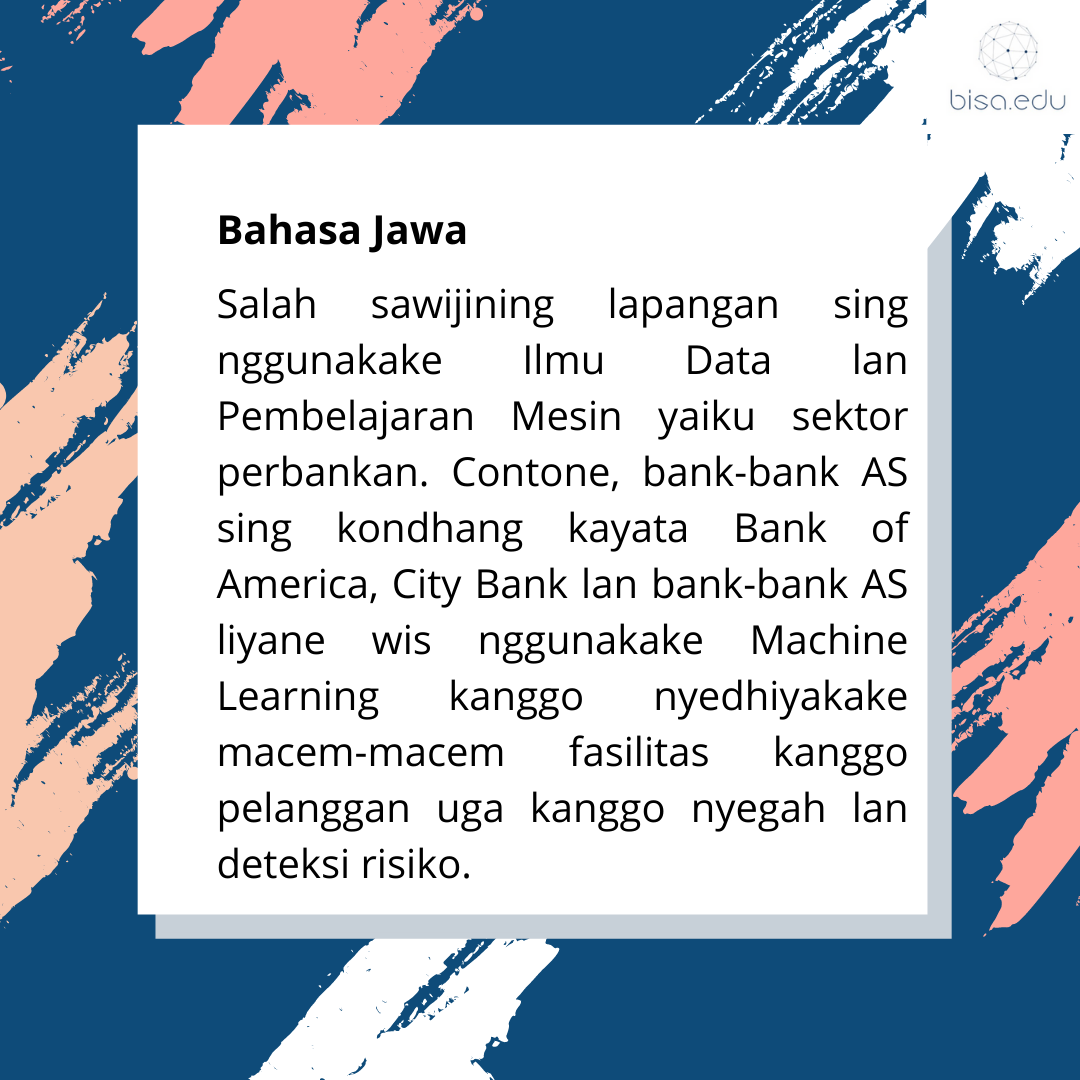 bisa.edu
Bahasa Jawa
Salah sawijining lapangan sing
nggunakake Ilmu Data lan
Pembelajaran Mesin yaiku sektor
perbankan. Contone, bank-bank AS
sing kondhang kayata Bank of
America, City Bank lan bank-bank AS
liyane wis nggunakake Machine
Learning kanggo nyedhiyakake
macem-macem fasilitas kanggo
pelanggan uga kanggo nyegah lan
deteksi risiko.